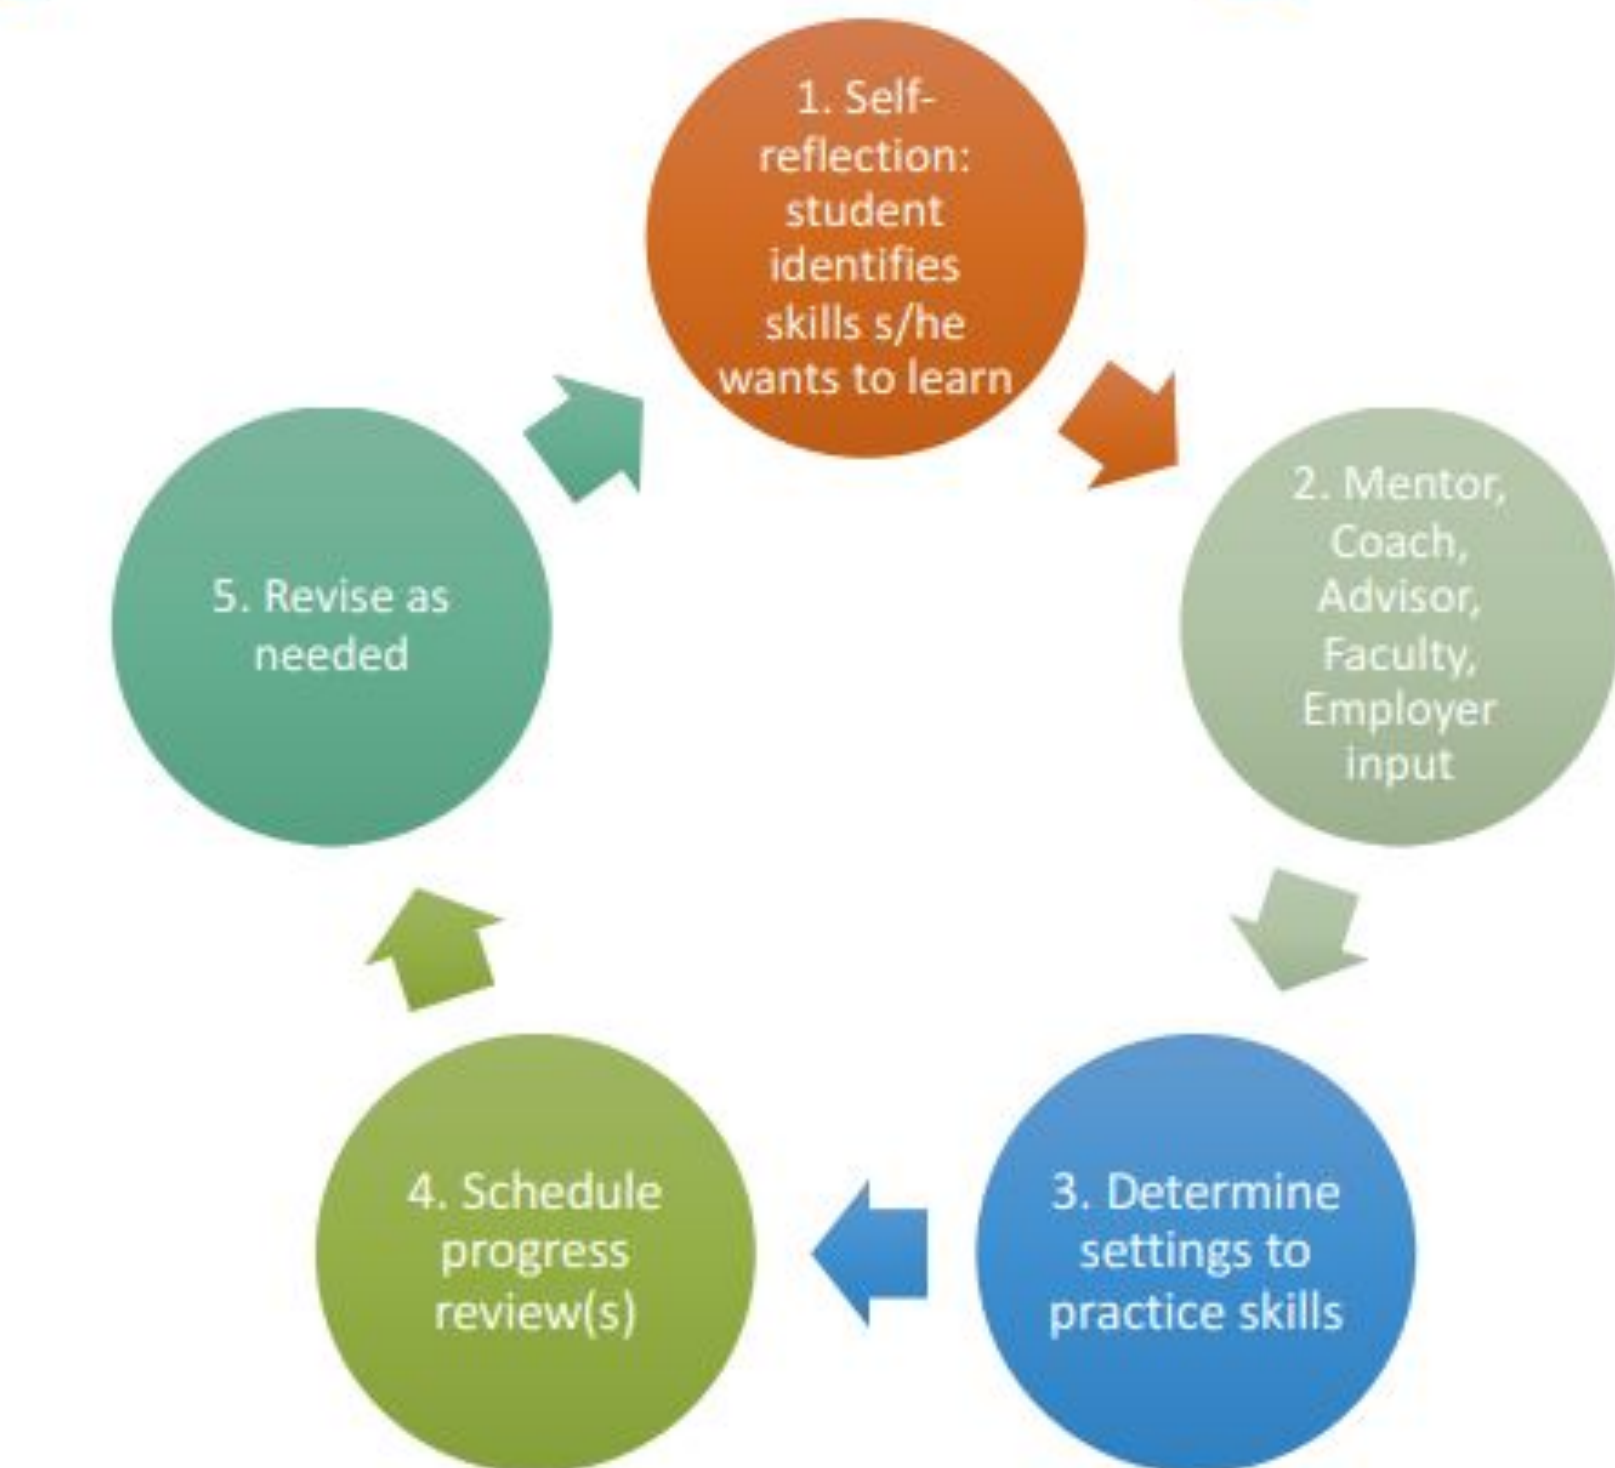 1. Self-
reflection:
student
identifies
skills s/he
wants to learn
2. Mentor,
Coach,
Advisor,
Faculty,
Employer
input
3. Determine
settings to
practice skills
4. Schedule
progress
review(s)
5. Revise as
needed